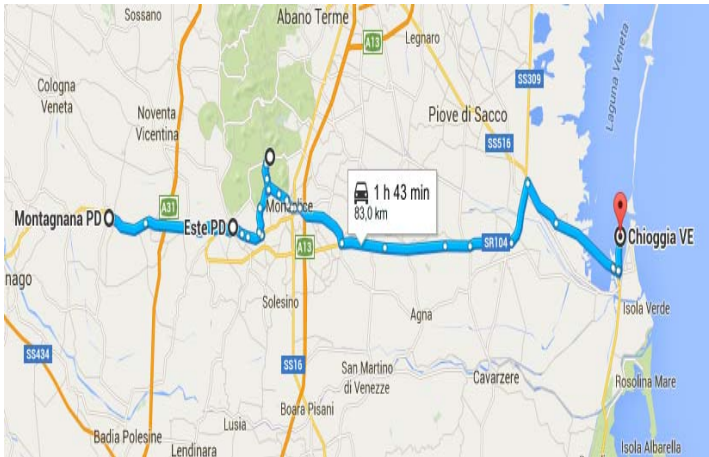 Sossano
Abano Terme
A13
Legnaro
Laguna Veneta
SS309
Cologna
Veneta
Noventa
Vicentina
Piove di Sacco
SS516
1 h 43 min
83,0 km
A31
Montagnana PD
Este PD
Chioggia VE
A13
SR104
Solesino
Agna
Isola Verde
SS434
SS16
San Martino
di Venezze
Cavarzere
Rosolina Mare
Boara Pisani
Lusia
Badia Polesine
Lendinara
Isola Albarella